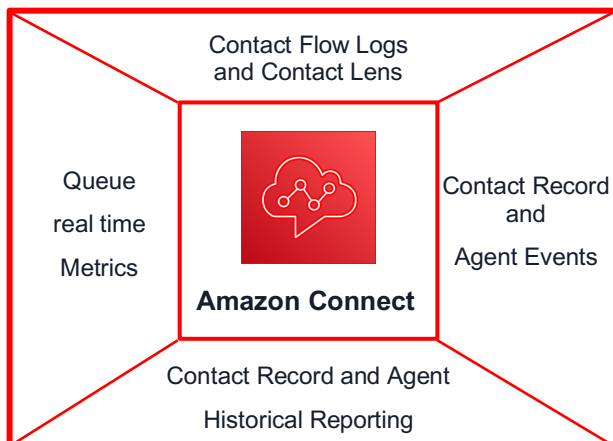 Contact Flow Logs
and Contact Lens
Queue
real time
Metrics
Amazon Connect
Contact Record
and
Agent Events
Contact Record and Agent
Historical Reporting